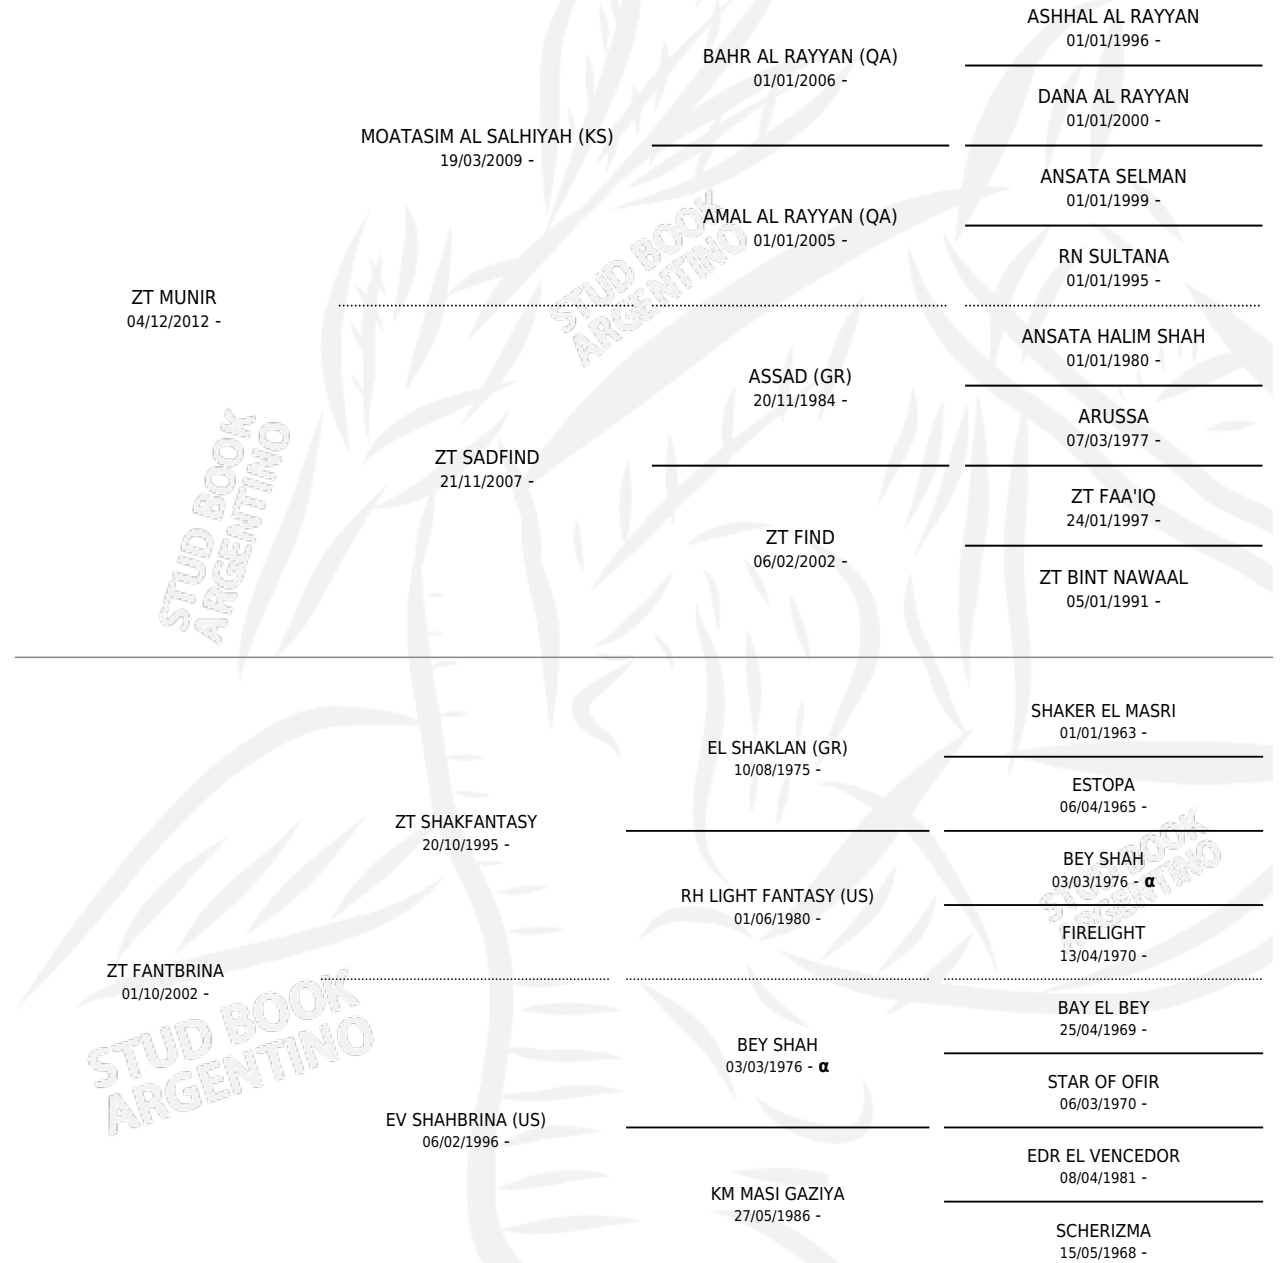 ASHHAL AL RAYYAN
01/01/1996 -
BAHR AL RAYYAN (QA)
01/01/2006 -
DANA AL RAYYAN
01/01/2000 -
MOATASIM AL SALHIYAH (KS)
19/03/2009 -
ANSATA SELMAN
01/01/1999 -
AMAL AL RAYYAN (QA)
01/01/2005 -
RN SULTANA
01/01/1995 -
ZT MUNIR
04/12/2012 -
STUD BOOK
ARGENTINO
ANSATA HALIM SHAH
01/01/1980 -
ASSAD (GR)
20/11/1984 -
ARUSSA
07/03/1977 -
ZT SADFIND
21/11/2007 -
ZT FAA'IQ
24/01/1997 -
ZT FIND
06/02/2002 -
ZT BINT NAWAAL
05/01/1991 -
STUD BOOK
ARGENTINO
SHAKER EL MASRI
01/01/1963 -
EL SHAKLAN (GR)
10/08/1975 -
ESTOPA
06/04/1965 -
ZT SHAKFANTASY
20/10/1995 -
BEY SHAH
03/03/1976 - α
RH LIGHT FANTASY (US)
01/06/1980 -
FIRELIGHT
13/04/1970 -
STUD BOOK
ARGENTINO
ZT FANTBRINA
01/10/2002 -
BAY EL BEY
25/04/1969 -
BEY SHAH
03/03/1976 - α
STAR OF OFIR
06/03/1970 -
EV SHAHBRINA (US)
06/02/1996 -
EDR EL VENCEDOR
08/04/1981 -
KM MASI GAZIYA
27/05/1986 -
SCHERIZMA
15/05/1968 -
STUD BOOK
ARGENTINO